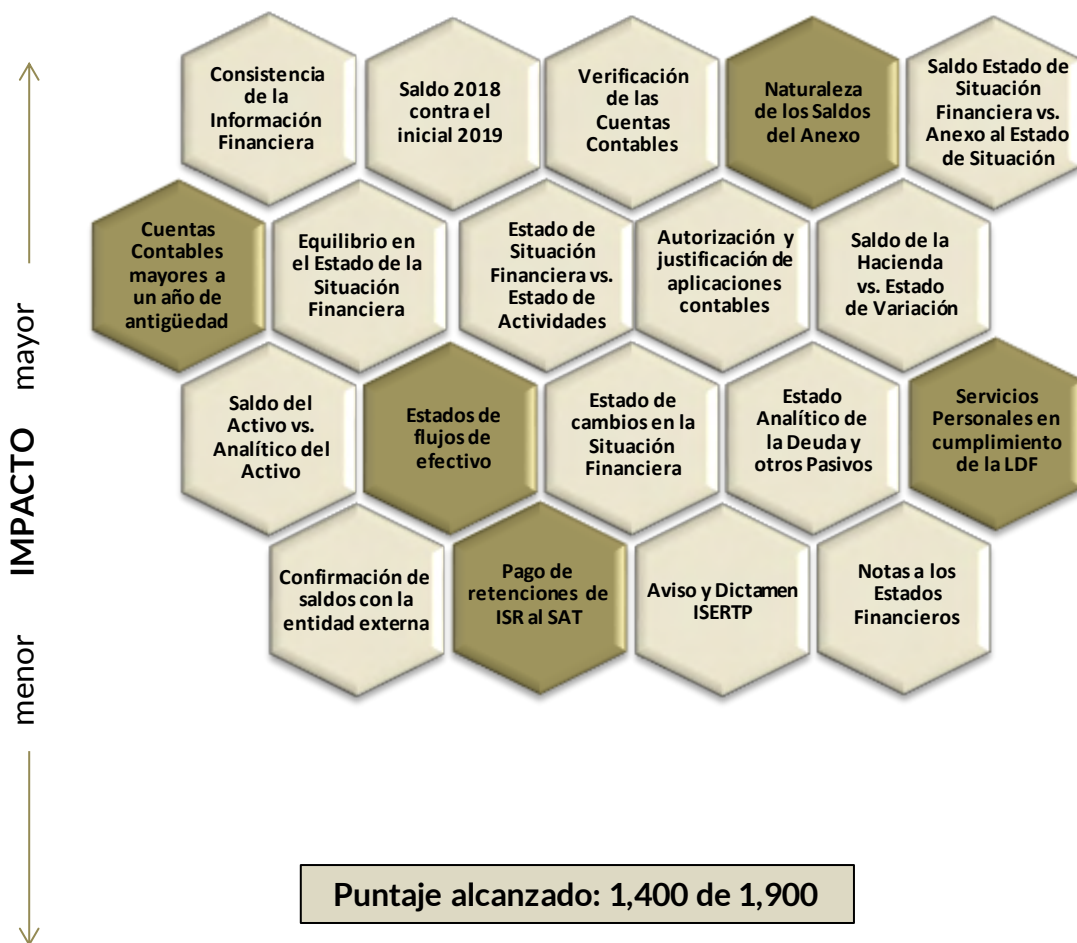 Consistencia
de la
Información
Financiera
Saldo 2018
contra el
inicial 2019
Verificación
de las
Cuentas
Contables
Naturaleza
de los Saldos
del Anexo
Saldo Estado de
Situación
Financiera vs.
Anexo al Estado
de Situación
Cuentas
Contables
mayores a
un año de
antigüedad
Equilibrio en
el Estado de la
Situación
Financiera
Estado de
Situación
Financiera vs.
Estado de
Actividades
Autorización y
justificación de
aplicaciones
contables
Saldo de la
Hacienda
vs. Estado
de Variación
Saldo del
Activo vs.
Analítico del
Activo
Estados de
flujos de
efectivo
Estado de
cambios en la
Situación
Financiera
Estado
Analítico de
la Deuda y
otros Pasivos
Servicios
Personales en
cumplimiento
de la LDF
Confirmación de
saldos con la
entidad externa
Pago de
retenciones de
ISR al SAT
Aviso y Dictamen
ISERTP
Notas a los
Estados
Financieros
menor IMPACTO mayor
Puntaje alcanzado: 1,400 de 1,900